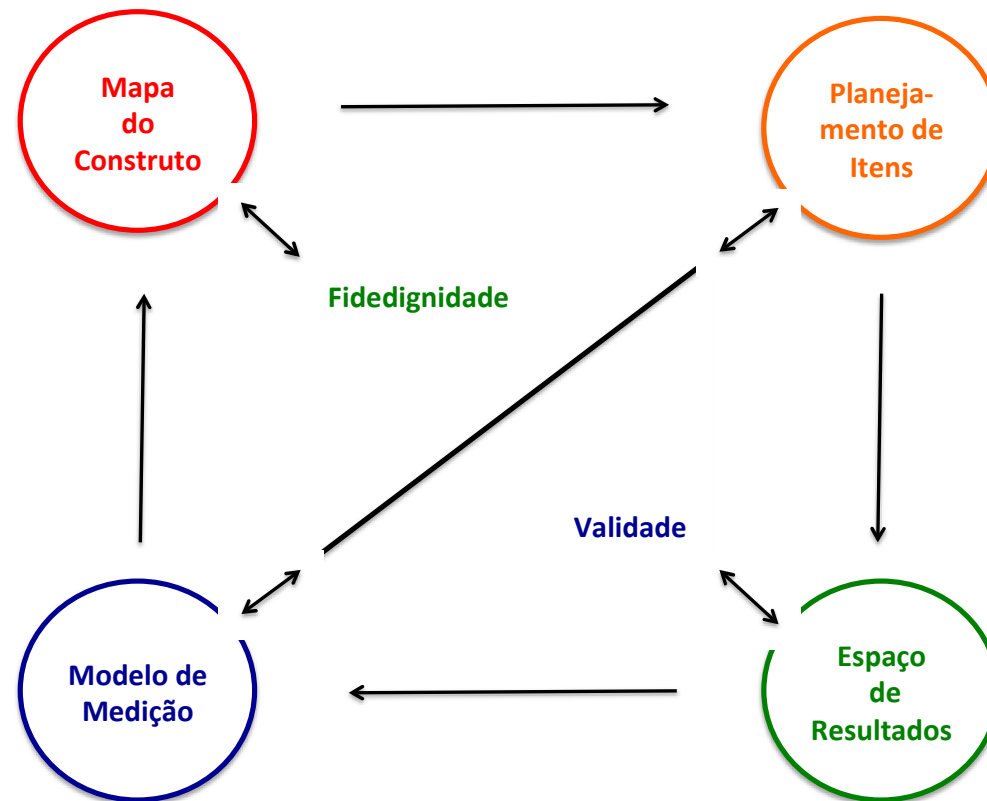 Mapa
do
Construto
Planeja-
mento de
Itens
Fidedignidade
Validade
Modelo de
Medição
Espaço
de
Resultados